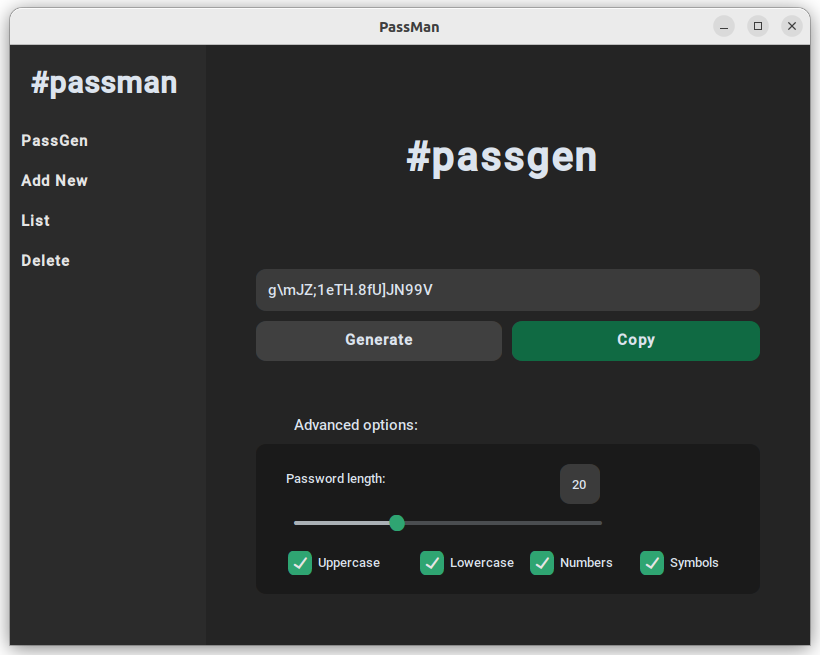 PassMan
#passman
PassGen
Add New
List
Delete
#passgen
g\mJZ;1eTH.8fU]JN99V
Generate Copy
Advanced options:
Password length: 20
Uppercase Lowercase Numbers Symbols